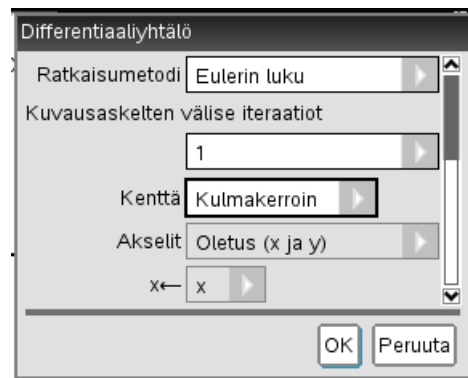 Differentiaaliyhtälö
Ratkaisumetodi Eulerin luku
Kuvausaskelten välise iteraatiot
1
Kenttä Kulmakerroin
Akselit Oletus (x ja y)
x← x
OK Peruuta